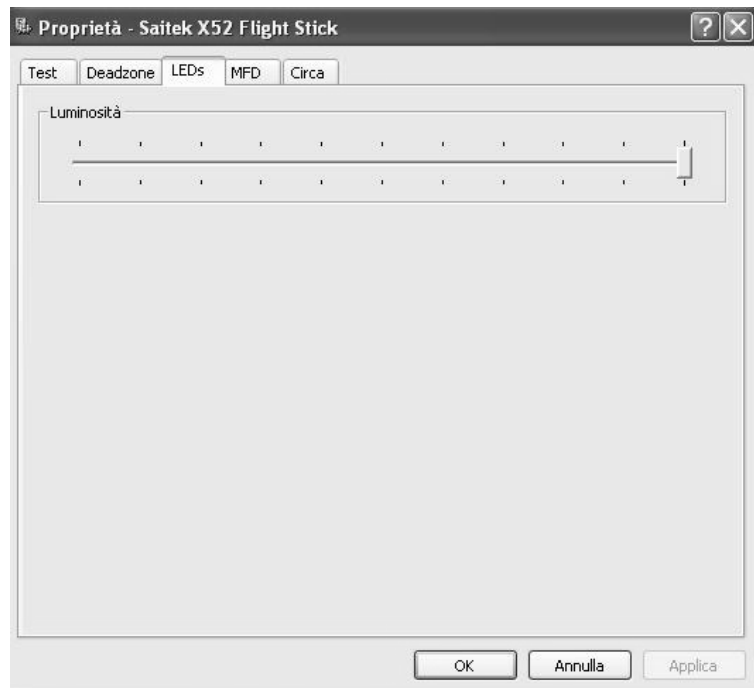 Proprietà - Saitek X52 Flight Stick
Test Deadzone LEDs MFD Circa
Luminosità
OK Annulla Applica